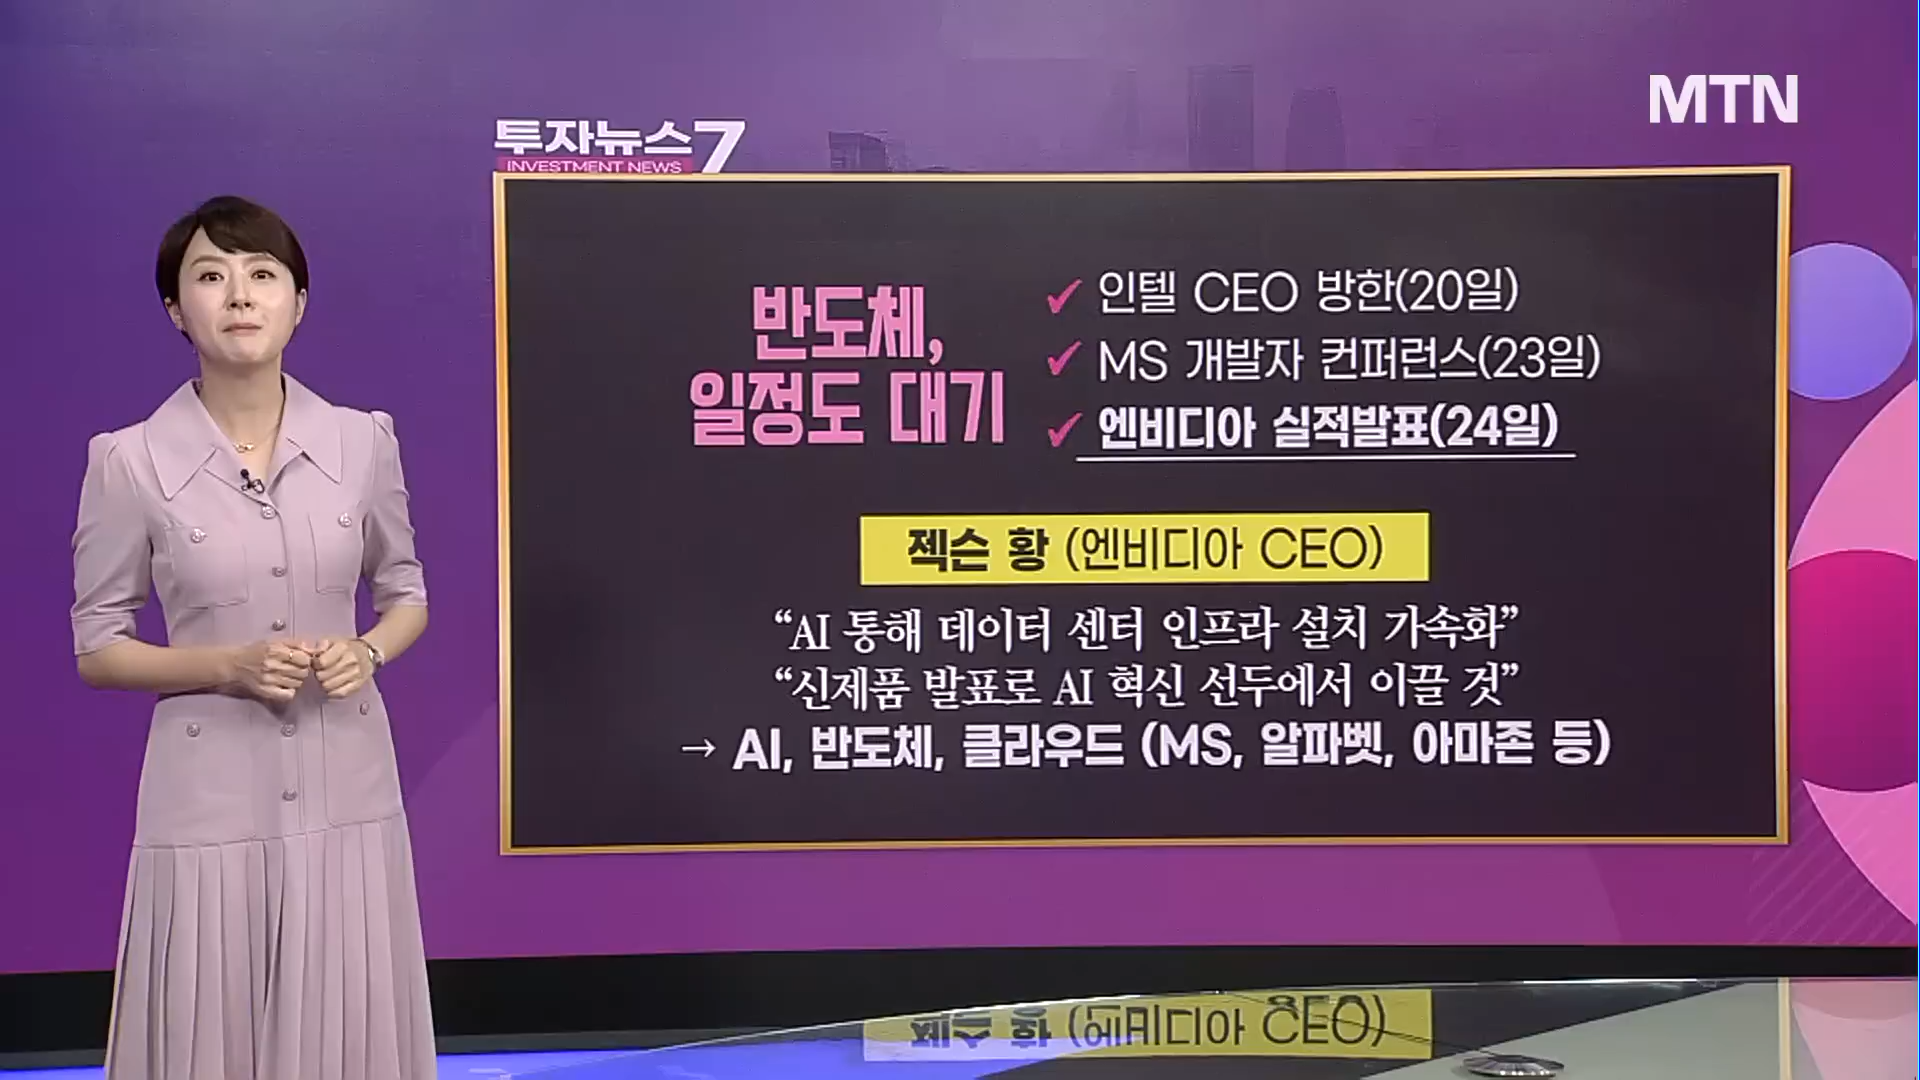 MTN
투자뉴스7
INVESTMENT NEWS
반도체,
일정도 대기
✓ 인텔 CEO 방한(20일)
✓ MS 개발자 컨퍼런스(23일)
✓ 엔비디아 실적발표(24일)
젝슨 황 (엔비디아 CEO)
“AI 통해 데이터 센터 인프라 설치 가속화”
“신제품 발표로 AI 혁신 선두에서 이끌 것”
→ AI, 반도체, 클라우드 (MS, 알파벳, 아마존 등)